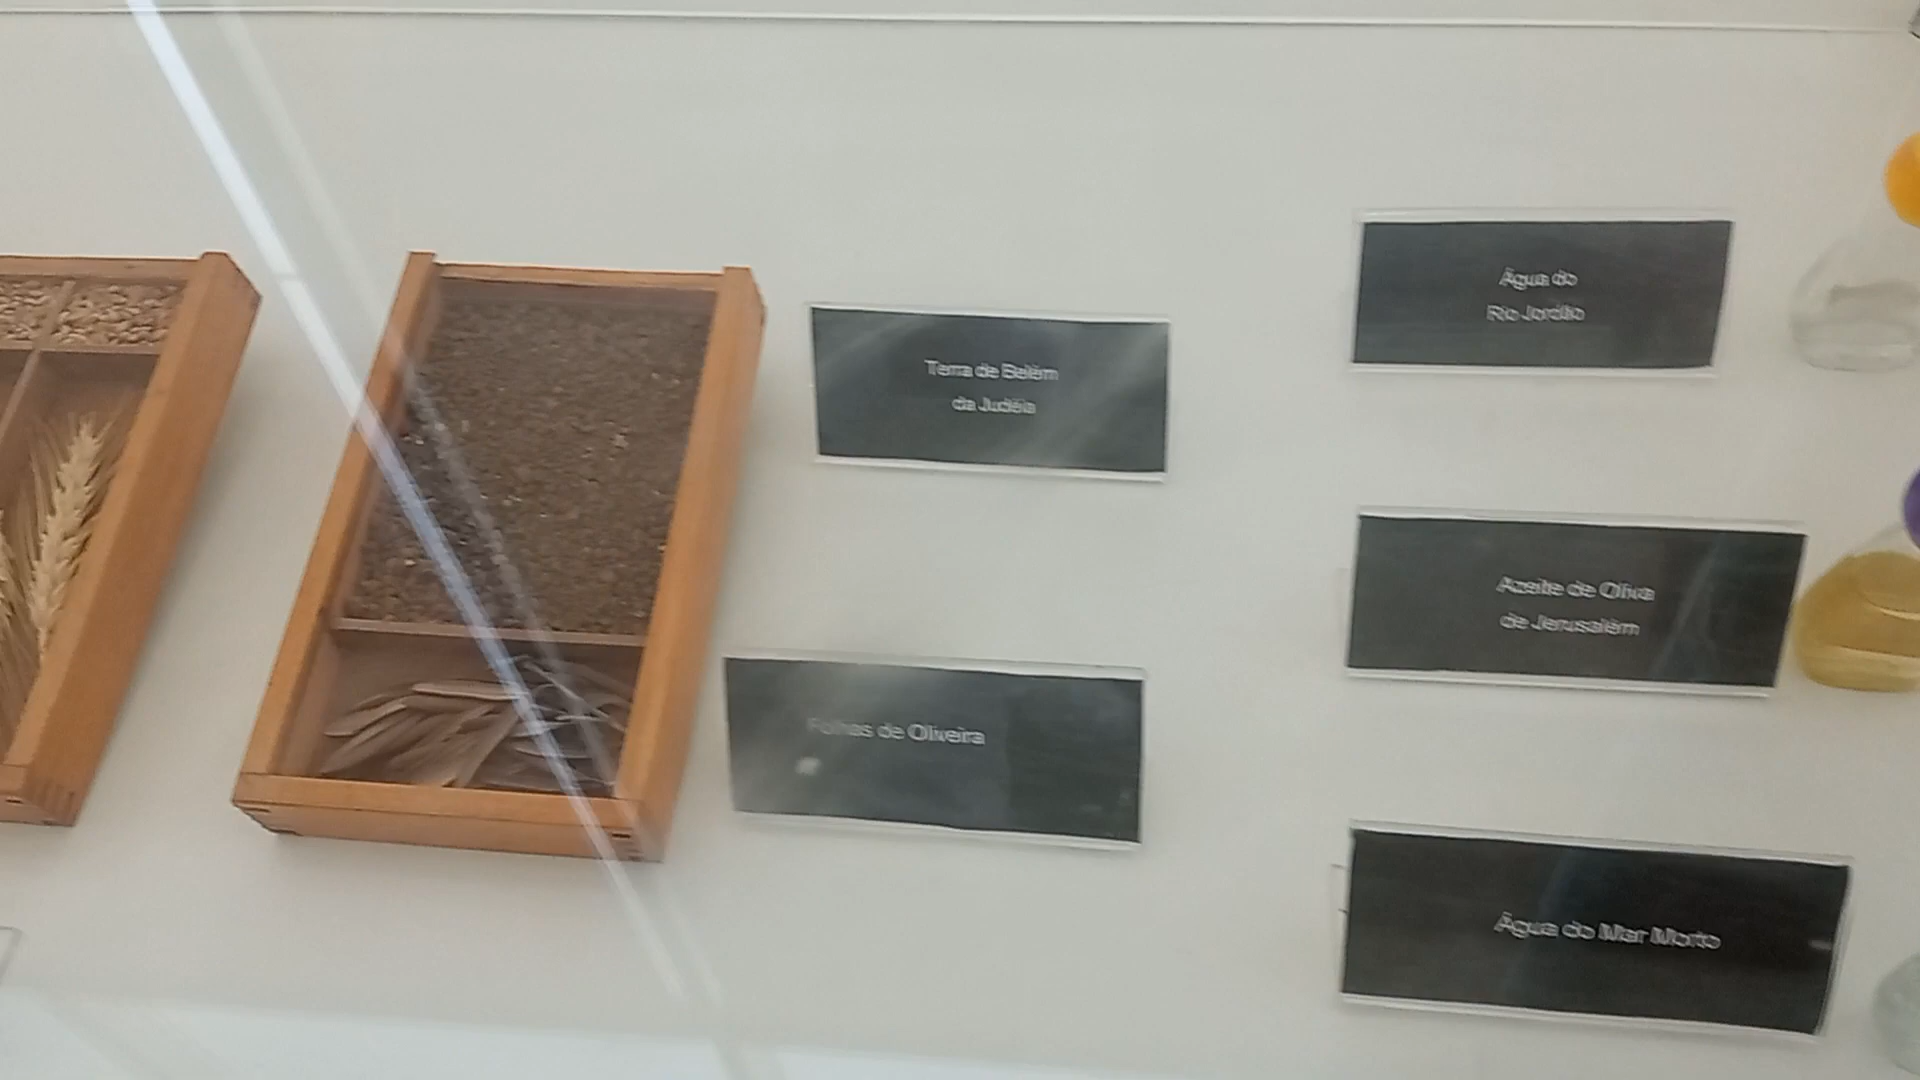 Terra de Belém
da Judéia
Folhas de Oliveira
Água do
Rio Jordão
Azeite de Oliva
de Jerusalém
Água do Mar Morto